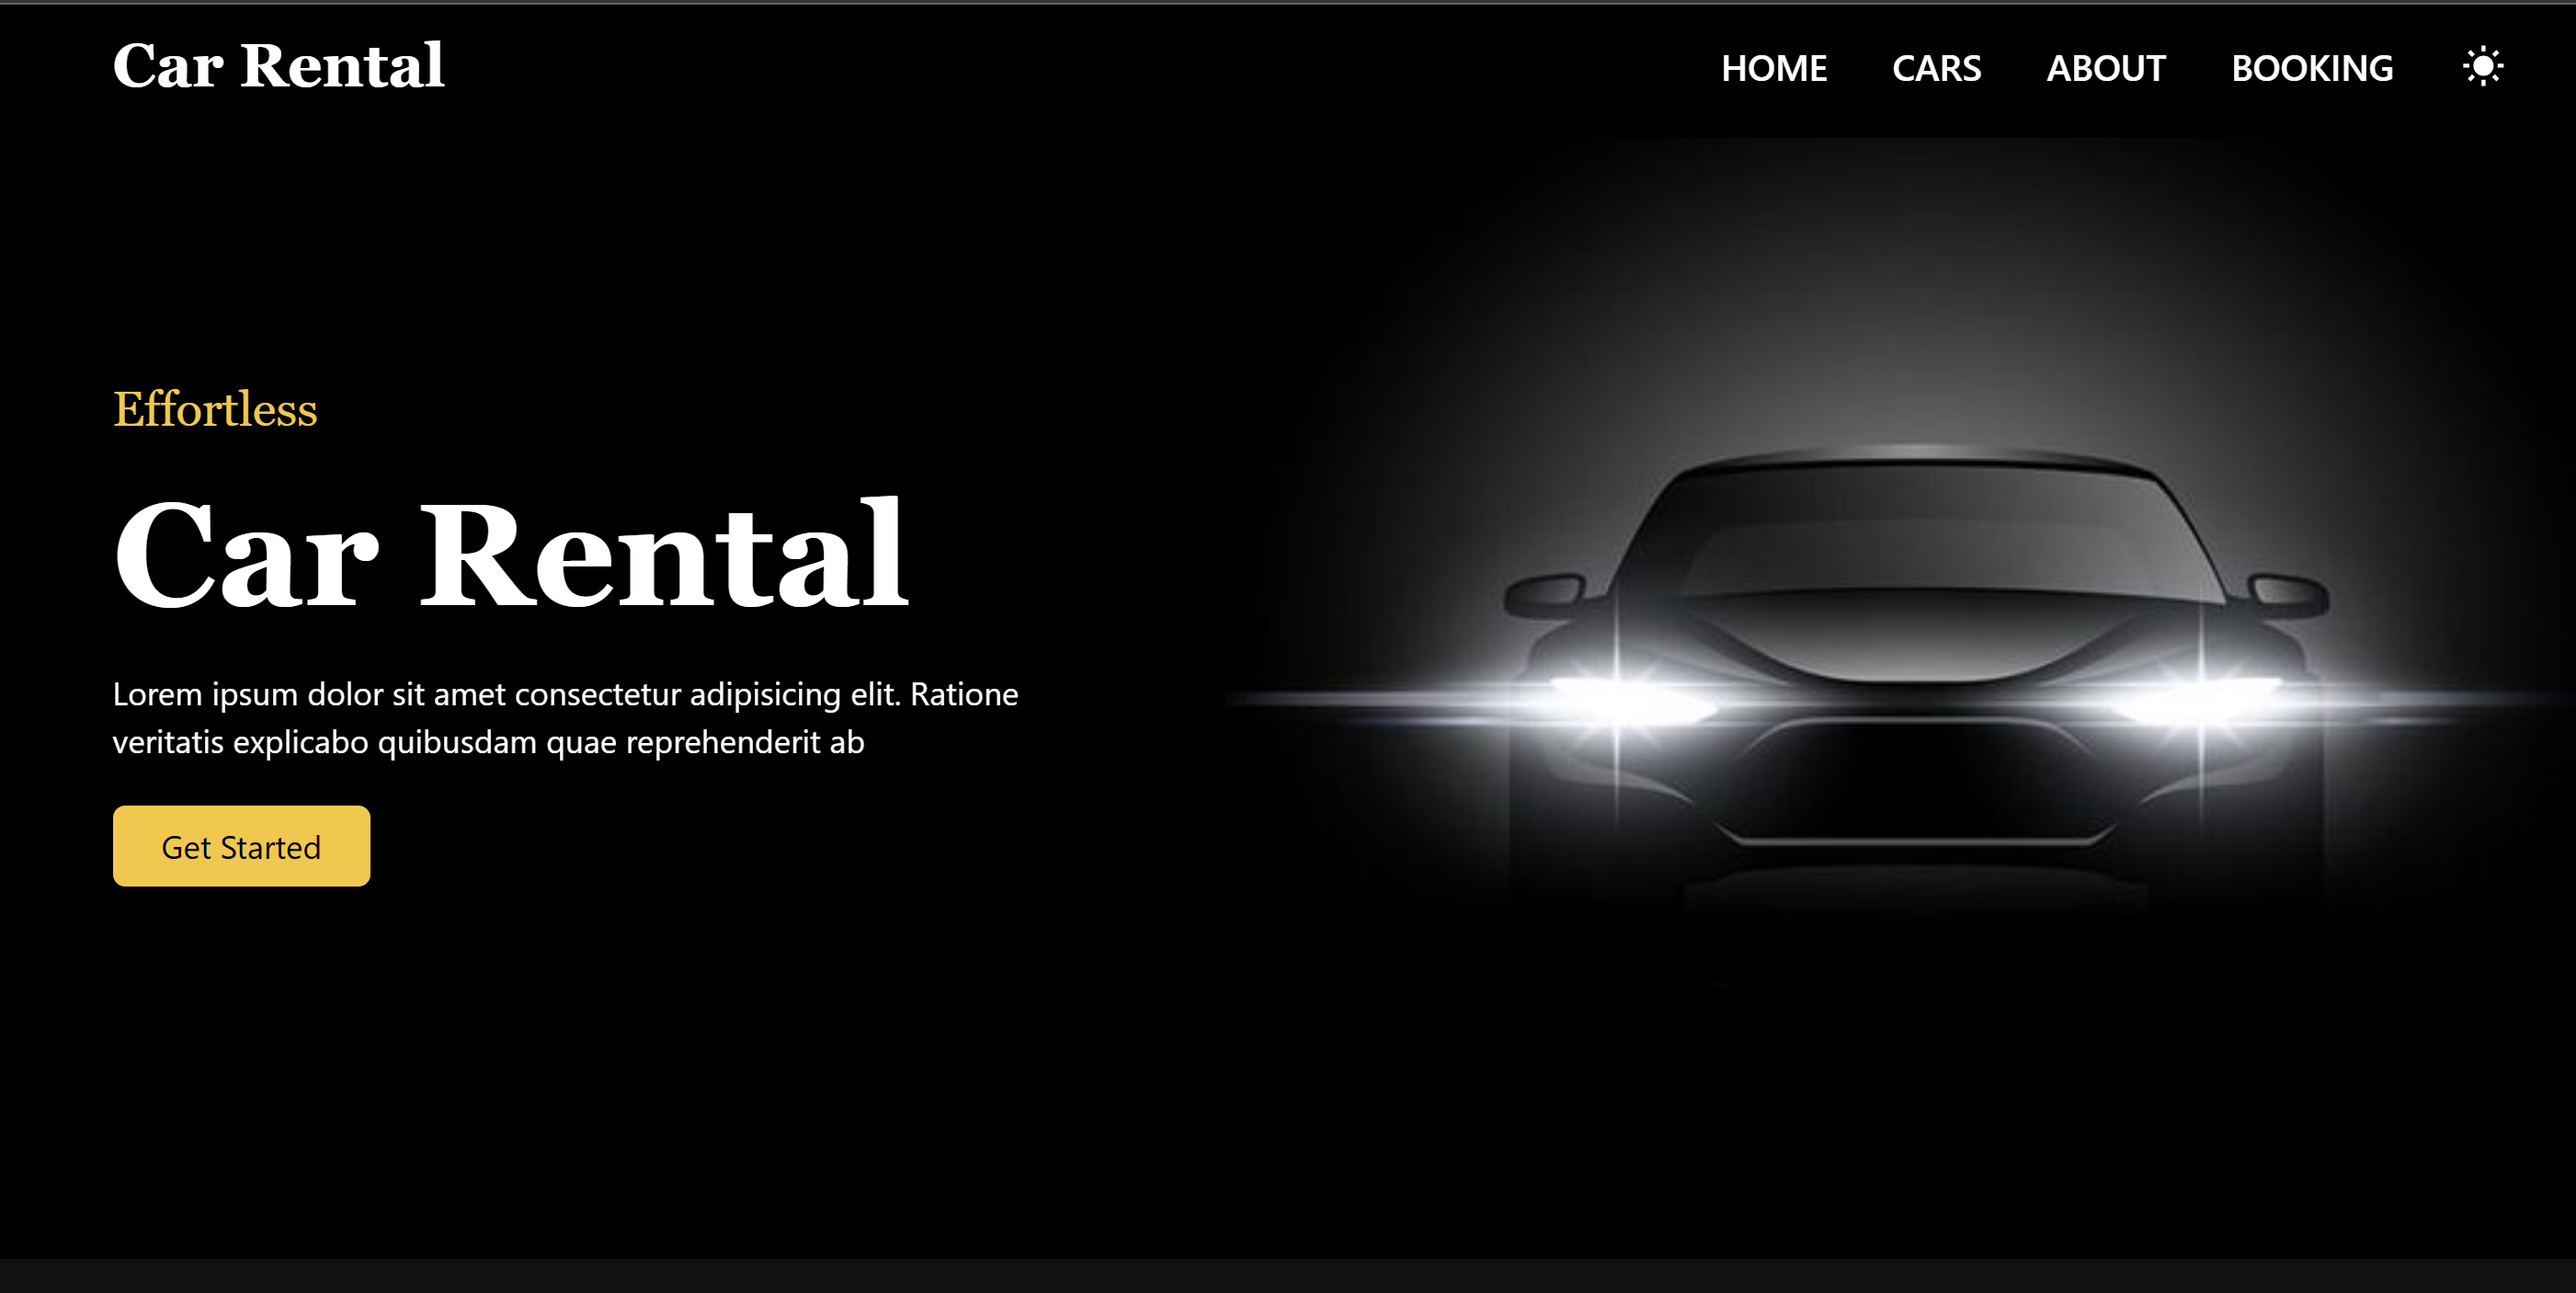 Car Rental
HOME CARS ABOUT BOOKING
Effortless
Car Rental
Lorem ipsum dolor sit amet consectetur adipisicing elit. Ratione
veritatis explicabo quibusdam quae reprehenderit ab
Get Started